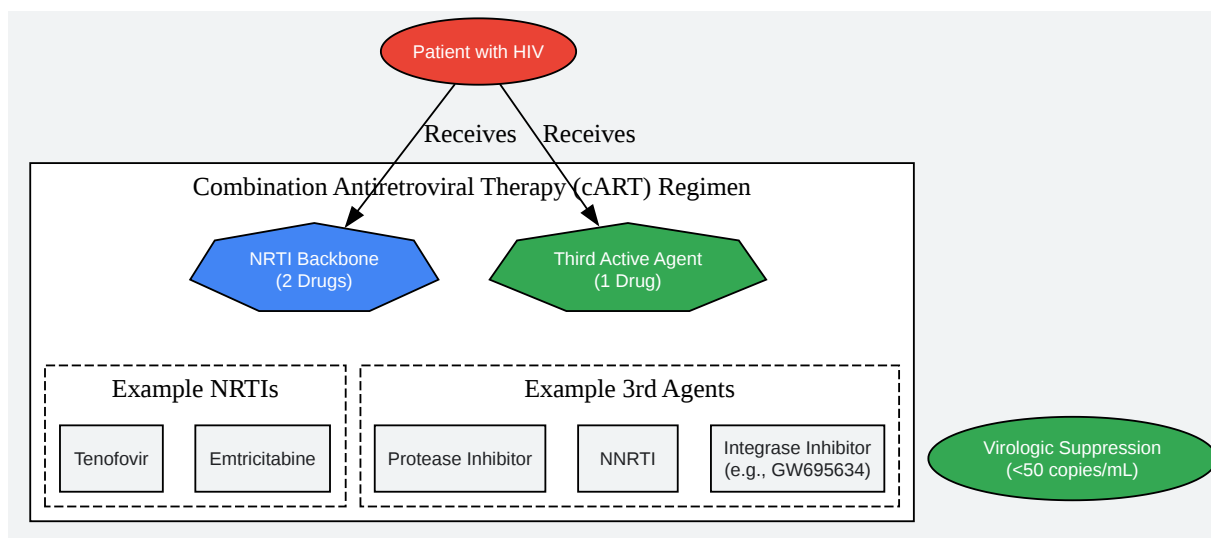 Patient with HIV
Receives
Receives
Combination Antiretroviral Therapy (cART) Regimen
NRTI Backbone
(2 Drugs)
Third Active Agent
(1 Drug)
Example NRTIs
Example 3rd Agents
Tenofovir
Emtricitabine
Protease Inhibitor
NNRTI
Integrase Inhibitor
(e.g., GW695634)
Virologic Suppression
(<50 copies/mL)